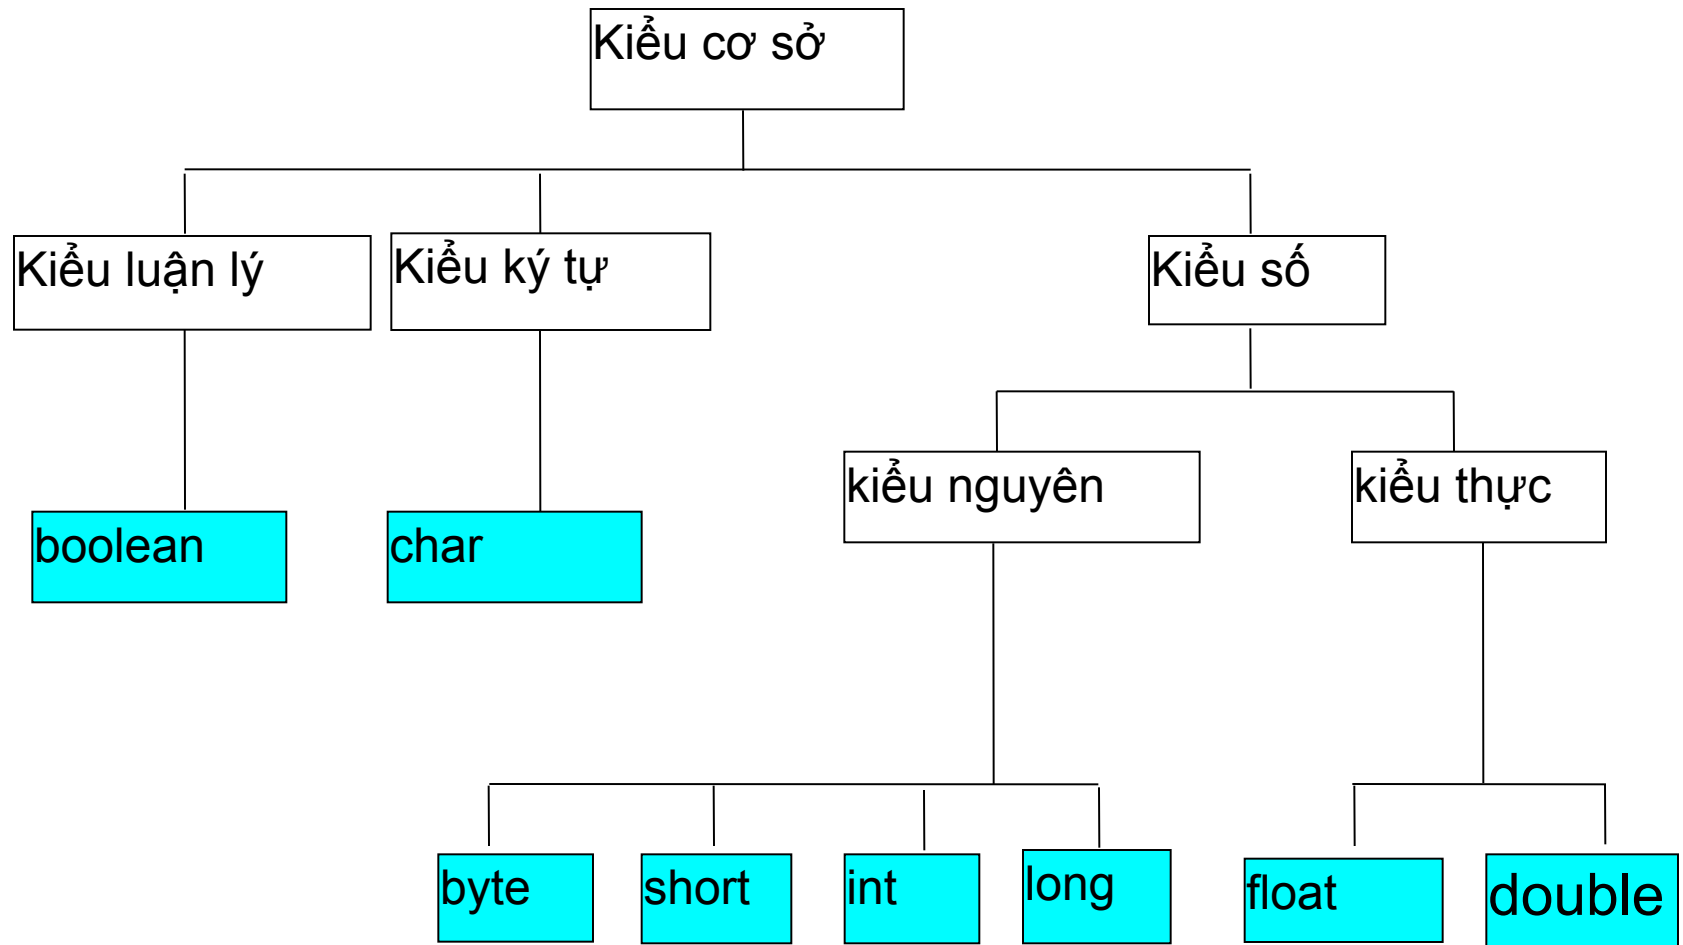 Kiểu cơ sở
Kiểu luận lý
Kiểu ký tự
Kiểu số
kiểu nguyên
kiểu thực
boolean
char
byte
short
int
long
float
double